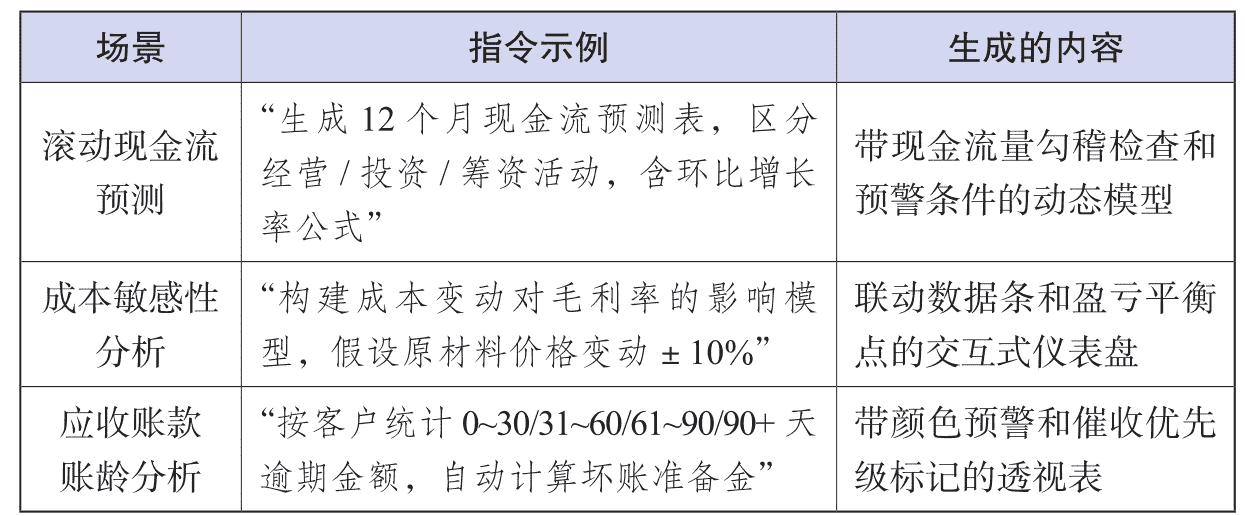 场景
指令示例
生成的内容
滚动现金流
预测
“生成 12 个月现金流预测表，区分
经营 / 投资 / 筹资活动，含环比增长
率公式”
带现金流量勾稽检查和
预警条件的动态模型
成本敏感性
分析
“构建成本变动对毛利率的影响模
型，假设原材料价格变动 ± 10%”
联动数据条和盈亏平衡
点的交互式仪表盘
应收账款
账龄分析
“按客户统计 0~30/31~60/61~90/90+ 天
逾期金额，自动计算坏账准备金”
带颜色预警和催收优先
级标记的透视表